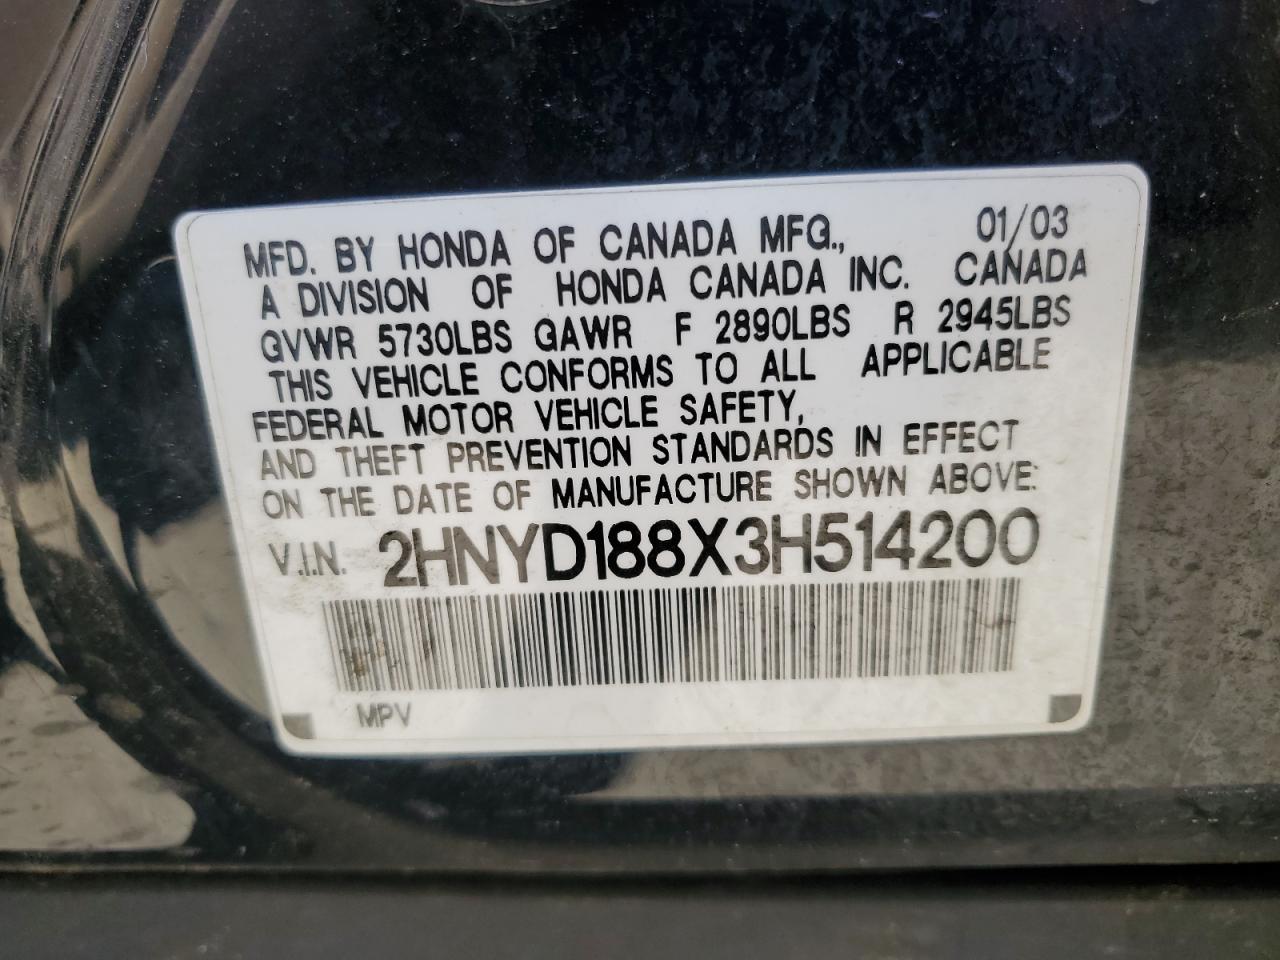 MFD. BY HONDA OF CANADA MFG., 01/03
A DIVISION OF HONDA CANADA INC. CANADA
GVWR 5730LBS GAWR F 2890LBS R 2945LBS
THIS VEHICLE CONFORMS TO ALL APPLICABLE
FEDERAL MOTOR VEHICLE SAFETY,
AND THEFT PREVENTION STANDARDS IN EFFECT
ON THE DATE OF MANUFACTURE SHOWN ABOVE:
V.I.N. 2HNYD188X3H514200
MPV